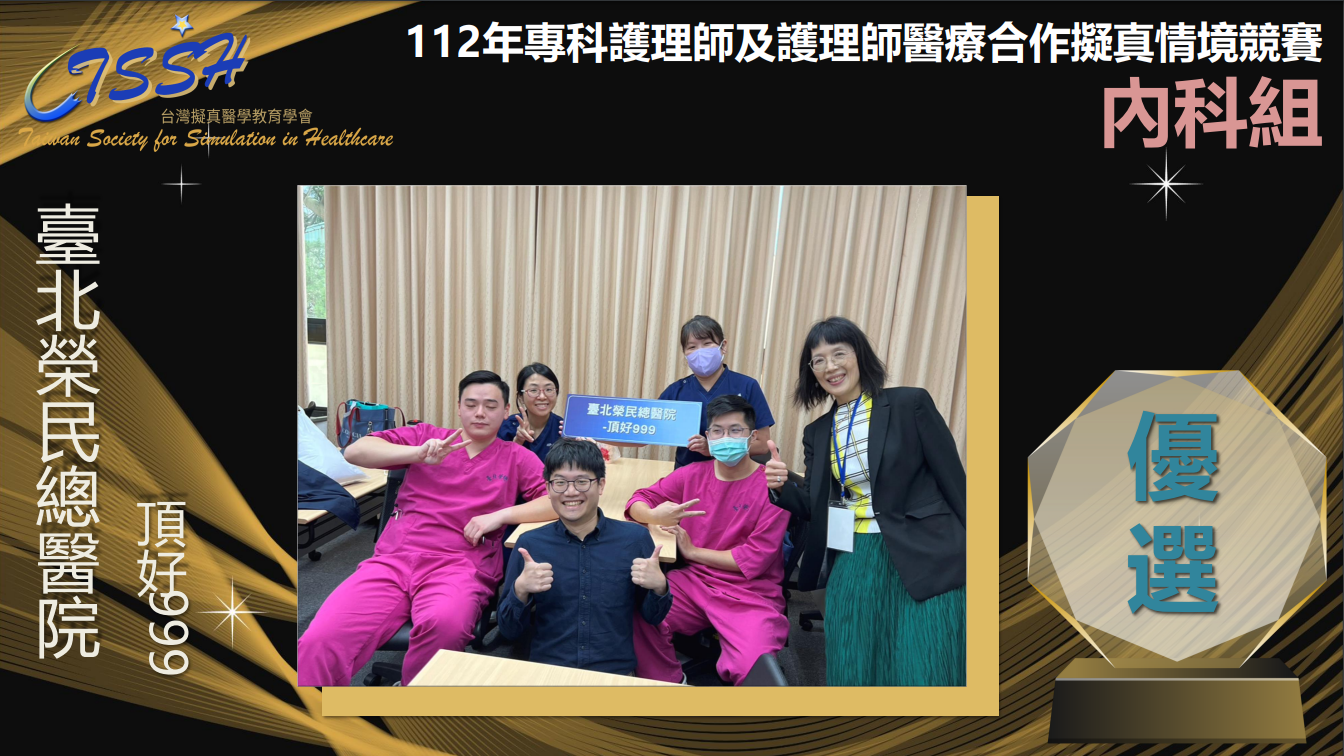 TSSH
台灣擬真醫學教育學會
Taiwan Society for Simulation in Healthcare
112年專科護理師及護理師醫療合作擬真情境競賽
內科組
臺北榮民總醫院
頂好999
臺北榮民總醫院
-頂好999
優選